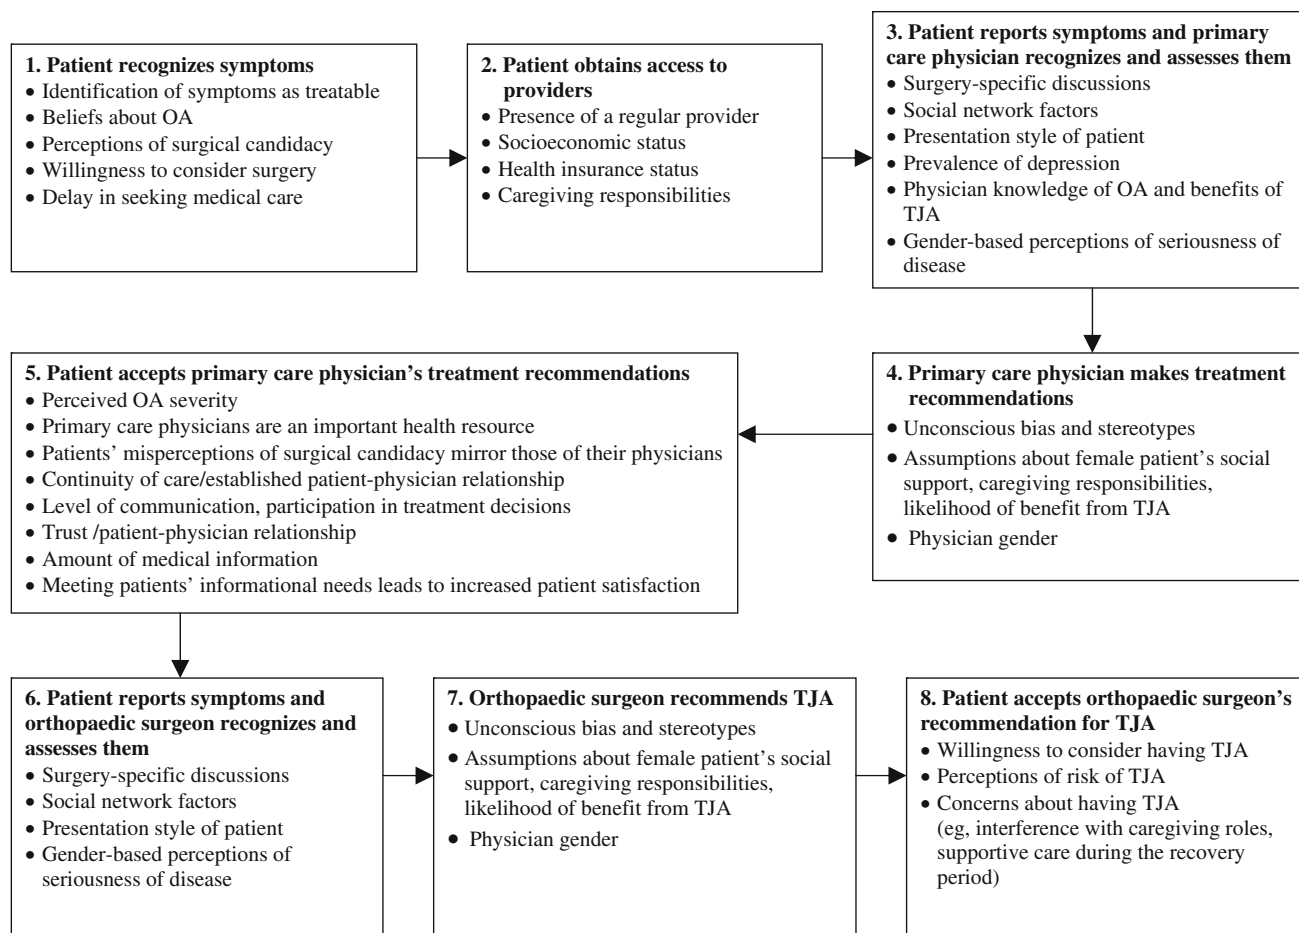 1. Patient recognizes symptoms
• Identification of symptoms as treatable
• Beliefs about OA
• Perceptions of surgical candidacy
• Willingness to consider surgery
• Delay in seeking medical care
2. Patient obtains access to
providers
• Presence of a regular provider
• Socioeconomic status
• Health insurance status
• Caregiving responsibilities
3. Patient reports symptoms and primary
care physician recognizes and assesses them
• Surgery-specific discussions
• Social network factors
• Presentation style of patient
• Prevalence of depression
• Physician knowledge of OA and benefits of
TJA
• Gender-based perceptions of seriousness of
disease
4. Primary care physician makes treatment
recommendations
• Unconscious bias and stereotypes
• Assumptions about female patient's social
support, caregiving responsibilities,
likelihood of benefit from TJA
• Physician gender
5. Patient accepts primary care physician's treatment recommendations
• Perceived OA severity
• Primary care physicians are an important health resource
• Patients' misperceptions of surgical candidacy mirror those of their physicians
• Continuity of care/established patient-physician relationship
• Level of communication, participation in treatment decisions
• Trust /patient-physician relationship
• Amount of medical information
• Meeting patients' informational needs leads to increased patient satisfaction
6. Patient reports symptoms and
orthopaedic surgeon recognizes and
assesses them
• Surgery-specific discussions
• Social network factors
• Presentation style of patient
• Gender-based perceptions of
seriousness of disease
7. Orthopaedic surgeon recommends TJA
• Unconscious bias and stereotypes
• Assumptions about female patient's social
support, caregiving responsibilities,
likelihood of benefit from TJA
• Physician gender
8. Patient accepts orthopaedic surgeon's
recommendation for TJA
• Willingness to consider having TJA
• Perceptions of risk of TJA
• Concerns about having TJA
(eg, interference with caregiving roles,
supportive care during the recovery
period)